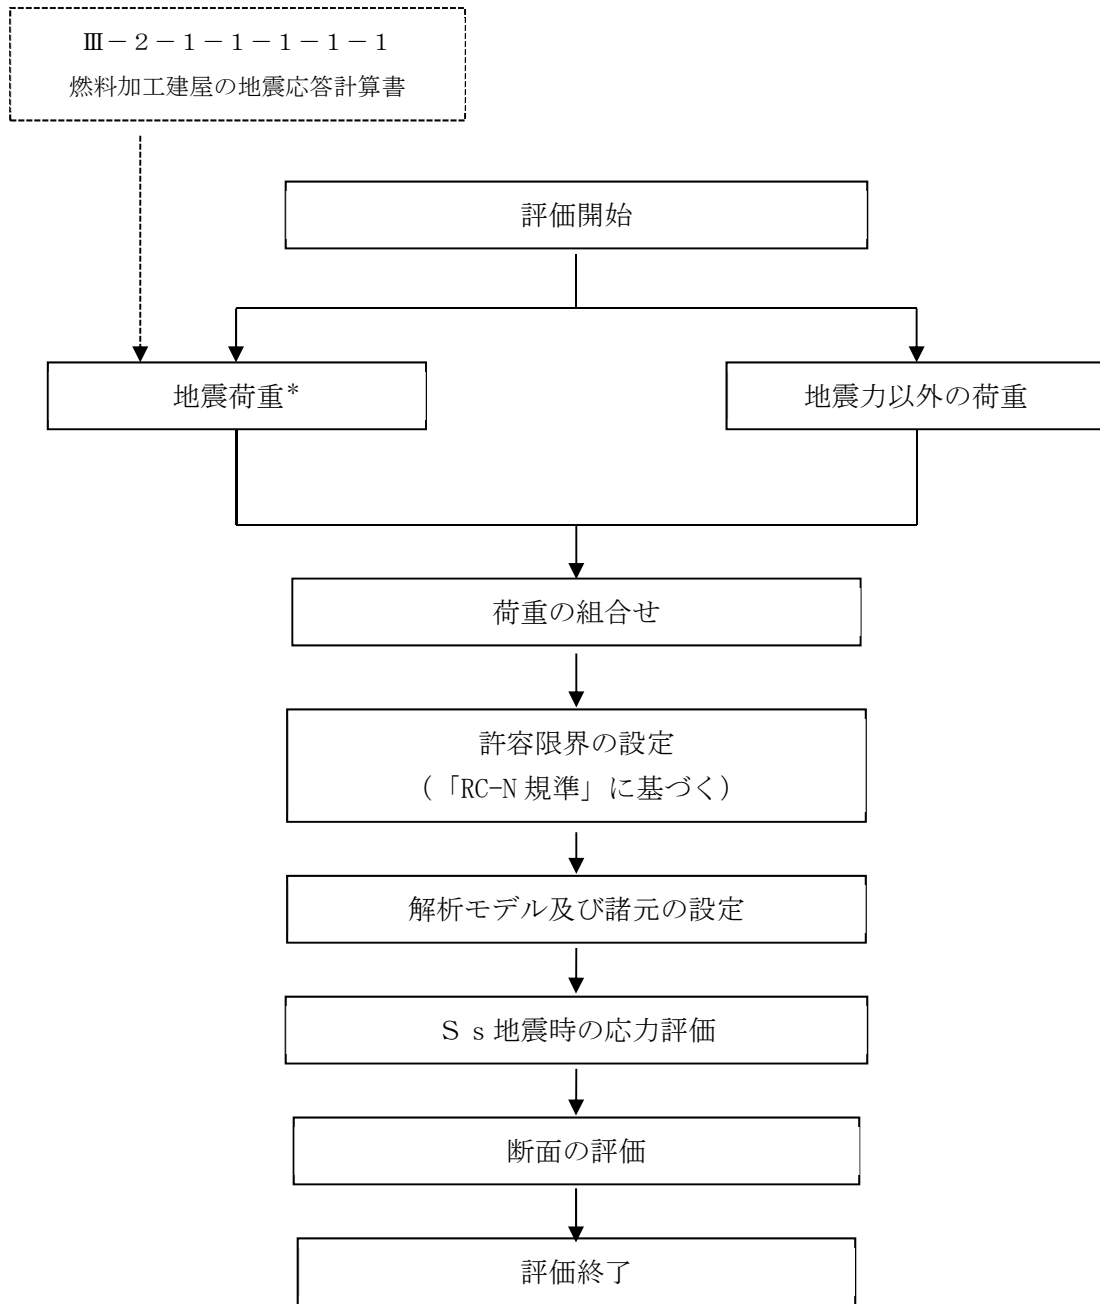 Ⅲ－２－１－１－１－１－１
燃料加工建屋の地震応答計算書
評価開始
地震荷重*
地震力以外の荷重
荷重の組合せ
許容限界の設定
（「RC-N 規準」に基づく）
解析モデル及び諸元の設定
Ｓｓ地震時の応力評価
断面の評価
評価終了